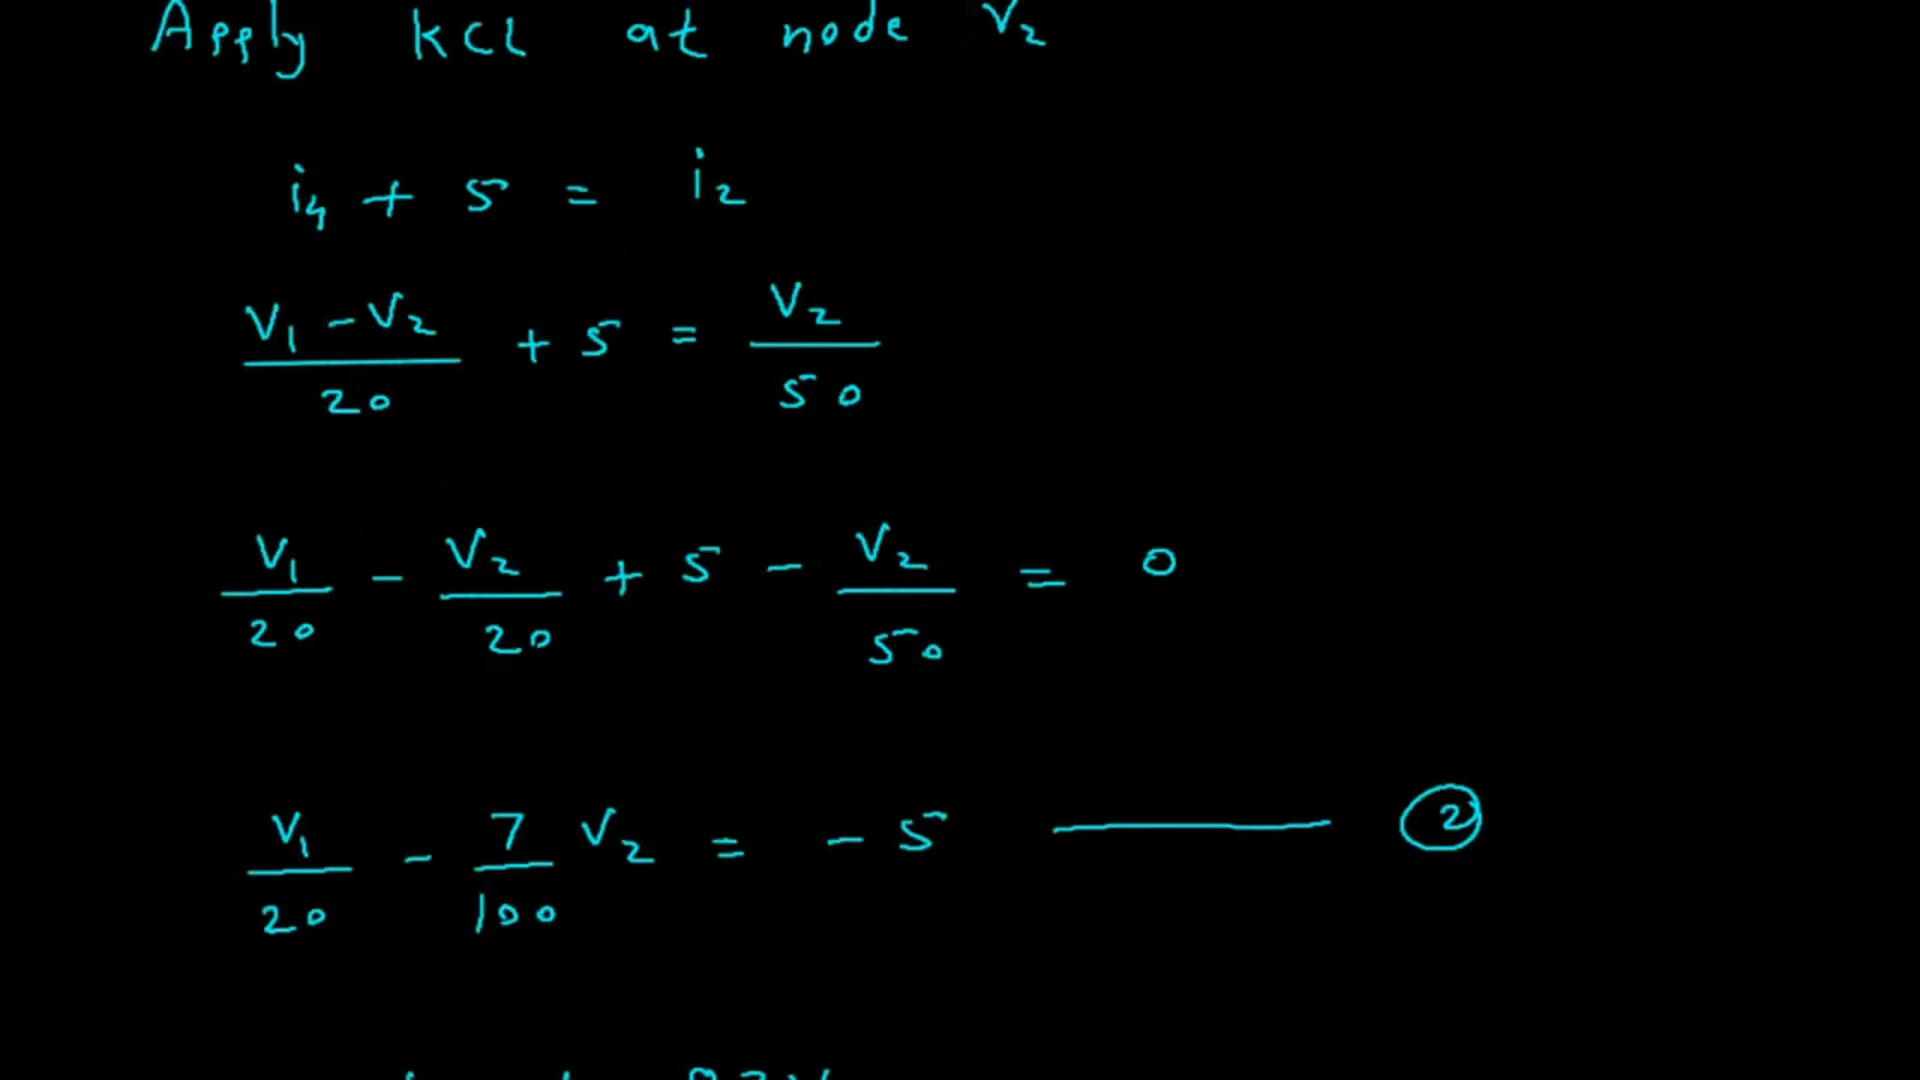 Apply KCL at node V₂
i₄ + 5 = i₂
(V₁ - V₂)/20 + 5 = V₂/50
V₁/20 - V₂/20 + 5 - V₂/50 = 0
V₁/20 - 7/100 V₂ = -5 —— ②